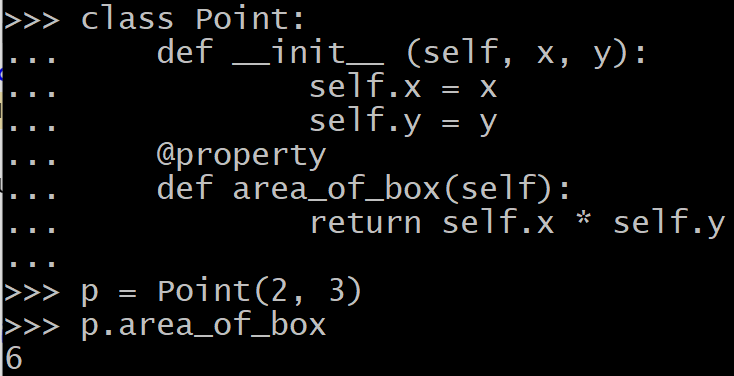 >>> class Point:
...     def __init__ (self, x, y):
...             self.x = x
...             self.y = y
...     @property
...     def area_of_box(self):
...             return self.x * self.y
...
>>> p = Point(2, 3)
>>> p.area_of_box
6